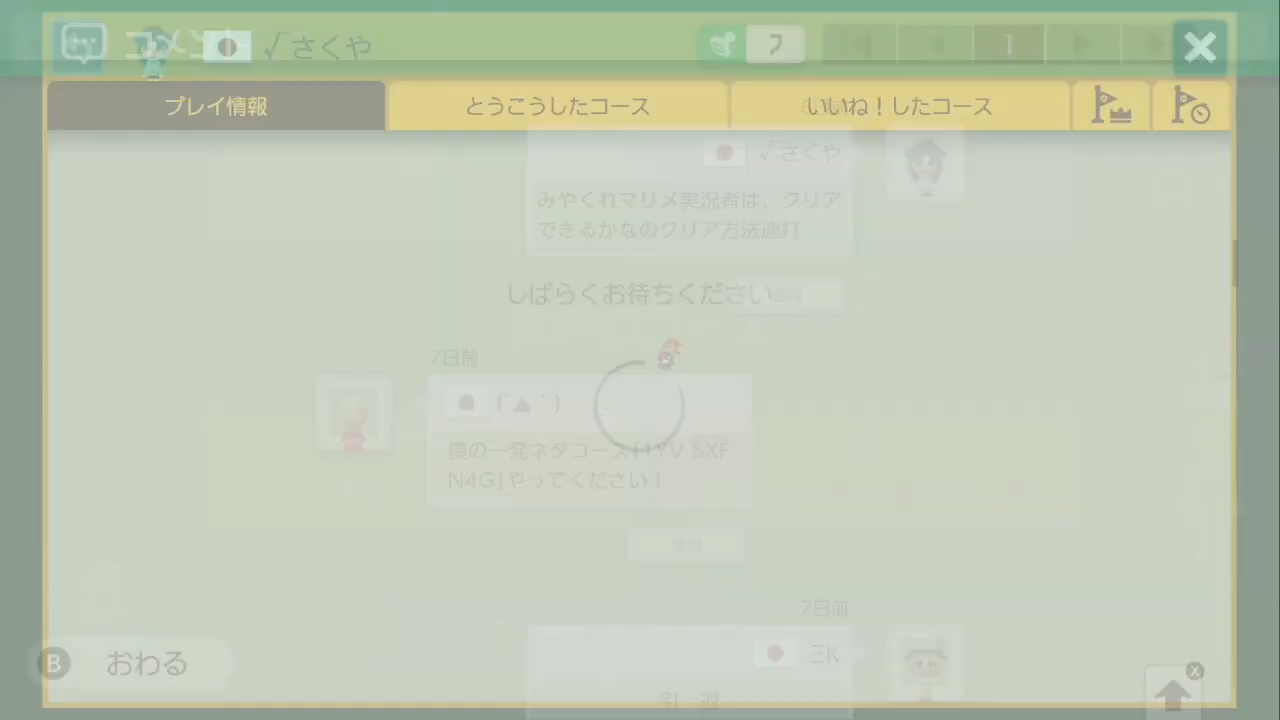 コメント
√さくや
7
1
プレイ情報
とうこうしたコース
いいね!したコース
√さくや
みやくれマリメ実況者は、クリア
できるかなのクリア方法連打
しばらくお待ちください
7日前
(´▲｀)
僕の一発ネタコース「1YV 5XF
N4G」やってください!
7日前
ΞK
B おわる
X